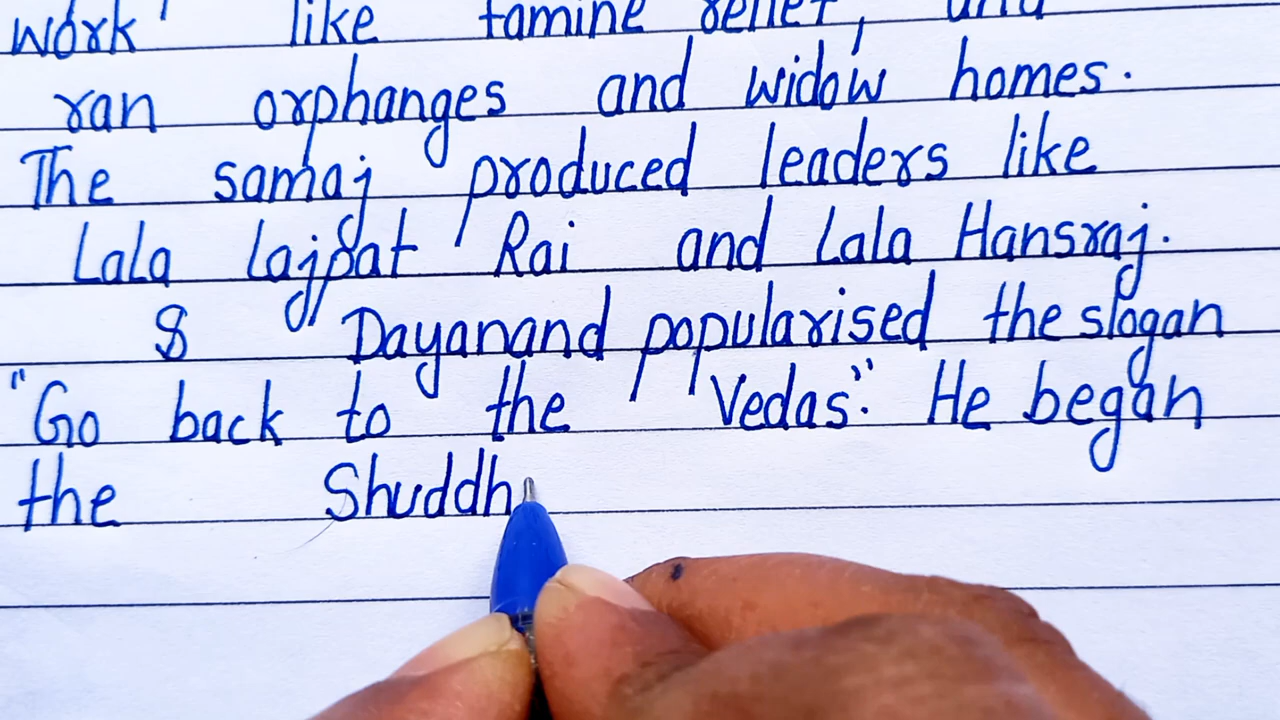 work like famine relief, and
ran orphanges and widow homes.
The samaj produced leaders like
Lala Lajpat Rai and Lala Hansraj.
S Dayanand popularised the slogan
"Go back to the Vedas". He began
the Shuddh